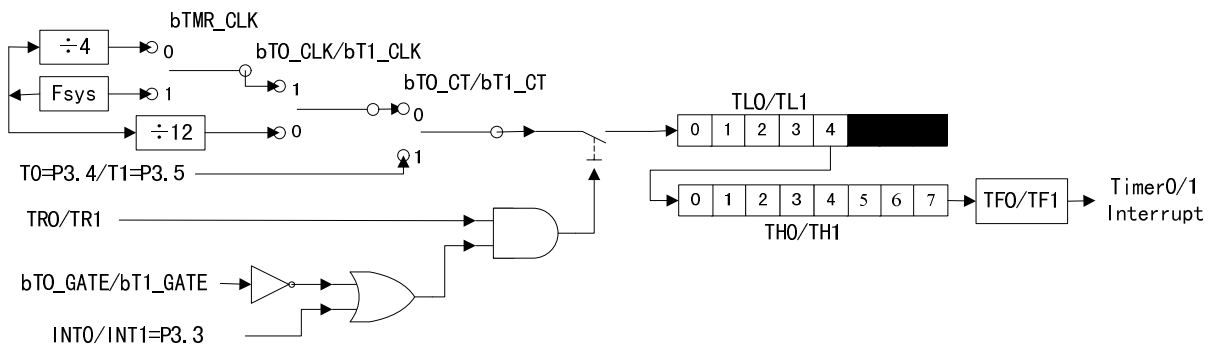 bTMR_CLK
÷4
0
bT0_CLK/bT1_CLK
Fsys
1
1
bT0_CT/bT1_CT
0
÷12
0
1
T0=P3.4/T1=P3.5
TL0/TL1
0 1 2 3 4
TR0/TR1
0 1 2 3 4 5 6 7
TH0/TH1
TF0/TF1
Timer0/1
Interrupt
bT0_GATE/bT1_GATE
INT0/INT1=P3.3